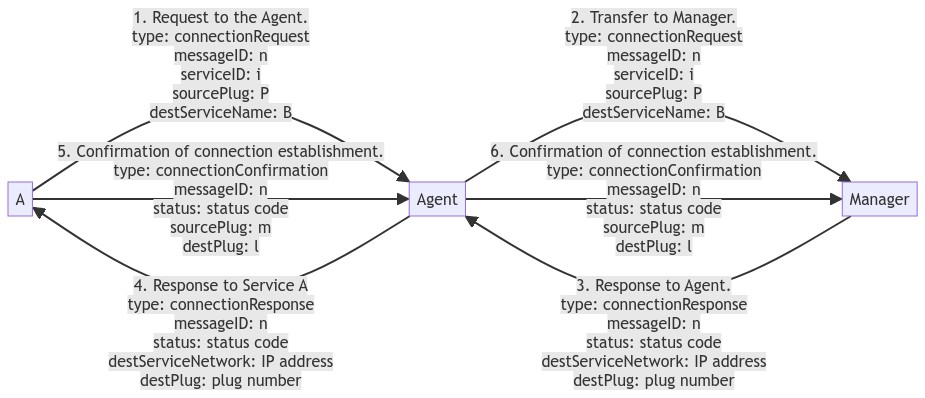 1. Request to the Agent.
type: connectionRequest
messageID: n
serviceID: i
sourcePlug: P
destServiceName: B
2. Transfer to Manager.
type: connectionRequest
messageID: n
serviceID: i
sourcePlug: P
destServiceName: B
5. Confirmation of connection establishment.
type: connectionConfirmation
messageID: n
status: status code
sourcePlug: m
destPlug: l
6. Confirmation of connection establishment.
type: connectionConfirmation
messageID: n
status: status code
sourcePlug: m
destPlug: l
A
Agent
Manager
4. Response to Service A
type: connectionResponse
messageID: n
status: status code
destServiceNetwork: IP address
destPlug: plug number
3. Response to Agent.
type: connectionResponse
messageID: n
status: status code
destServiceNetwork: IP address
destPlug: plug number